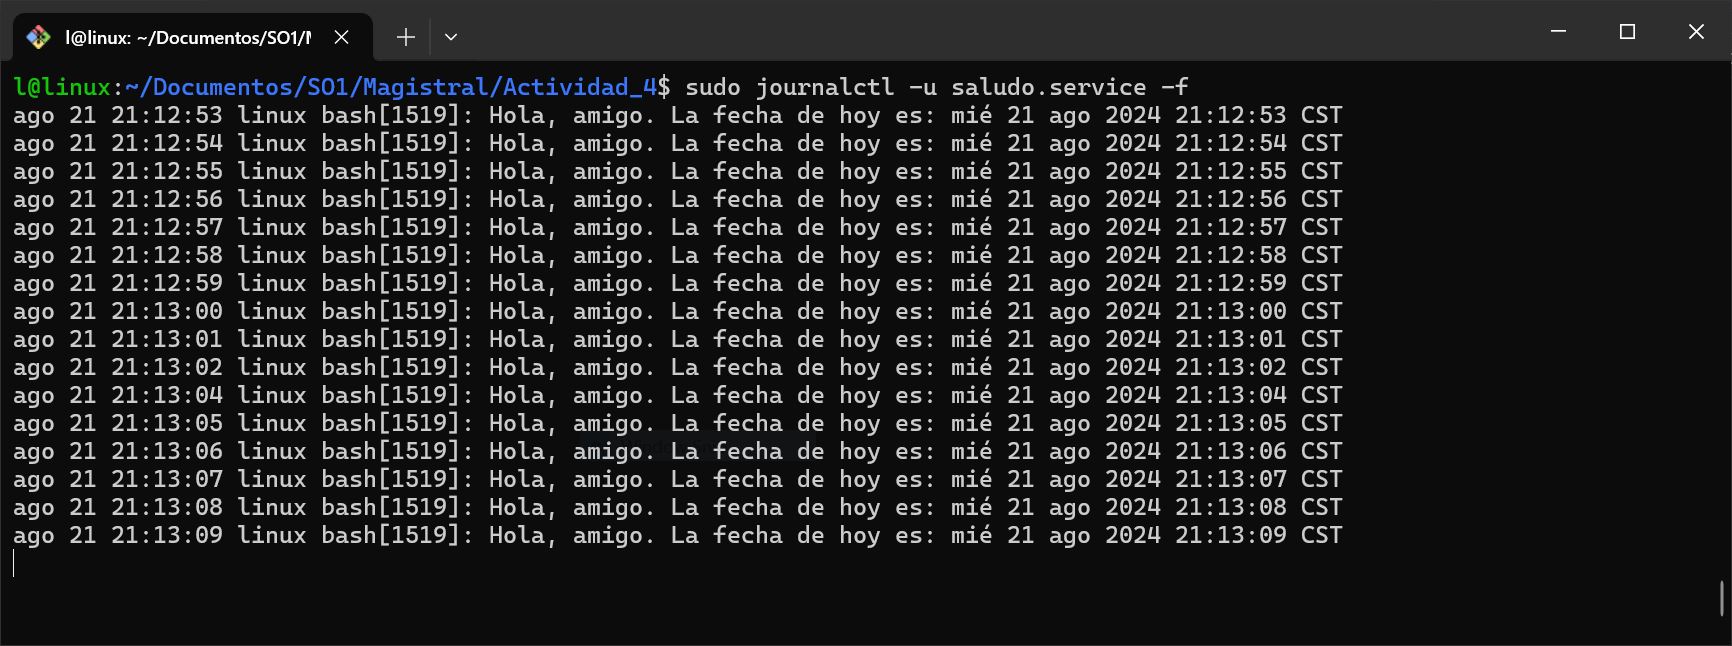 l@linux: ~/Documentos/SO1/M
l@linux:~/Documentos/SO1/Magistral/Actividad_4$ sudo journalctl -u saludo.service -f
ago 21 21:12:53 linux bash[1519]: Hola, amigo. La fecha de hoy es: mié 21 ago 2024 21:12:53 CST
ago 21 21:12:54 linux bash[1519]: Hola, amigo. La fecha de hoy es: mié 21 ago 2024 21:12:54 CST
ago 21 21:12:55 linux bash[1519]: Hola, amigo. La fecha de hoy es: mié 21 ago 2024 21:12:55 CST
ago 21 21:12:56 linux bash[1519]: Hola, amigo. La fecha de hoy es: mié 21 ago 2024 21:12:56 CST
ago 21 21:12:57 linux bash[1519]: Hola, amigo. La fecha de hoy es: mié 21 ago 2024 21:12:57 CST
ago 21 21:12:58 linux bash[1519]: Hola, amigo. La fecha de hoy es: mié 21 ago 2024 21:12:58 CST
ago 21 21:12:59 linux bash[1519]: Hola, amigo. La fecha de hoy es: mié 21 ago 2024 21:12:59 CST
ago 21 21:13:00 linux bash[1519]: Hola, amigo. La fecha de hoy es: mié 21 ago 2024 21:13:00 CST
ago 21 21:13:01 linux bash[1519]: Hola, amigo. La fecha de hoy es: mié 21 ago 2024 21:13:01 CST
ago 21 21:13:02 linux bash[1519]: Hola, amigo. La fecha de hoy es: mié 21 ago 2024 21:13:02 CST
ago 21 21:13:04 linux bash[1519]: Hola, amigo. La fecha de hoy es: mié 21 ago 2024 21:13:04 CST
ago 21 21:13:05 linux bash[1519]: Hola, amigo. La fecha de hoy es: mié 21 ago 2024 21:13:05 CST
ago 21 21:13:06 linux bash[1519]: Hola, amigo. La fecha de hoy es: mié 21 ago 2024 21:13:06 CST
ago 21 21:13:07 linux bash[1519]: Hola, amigo. La fecha de hoy es: mié 21 ago 2024 21:13:07 CST
ago 21 21:13:08 linux bash[1519]: Hola, amigo. La fecha de hoy es: mié 21 ago 2024 21:13:08 CST
ago 21 21:13:09 linux bash[1519]: Hola, amigo. La fecha de hoy es: mié 21 ago 2024 21:13:09 CST